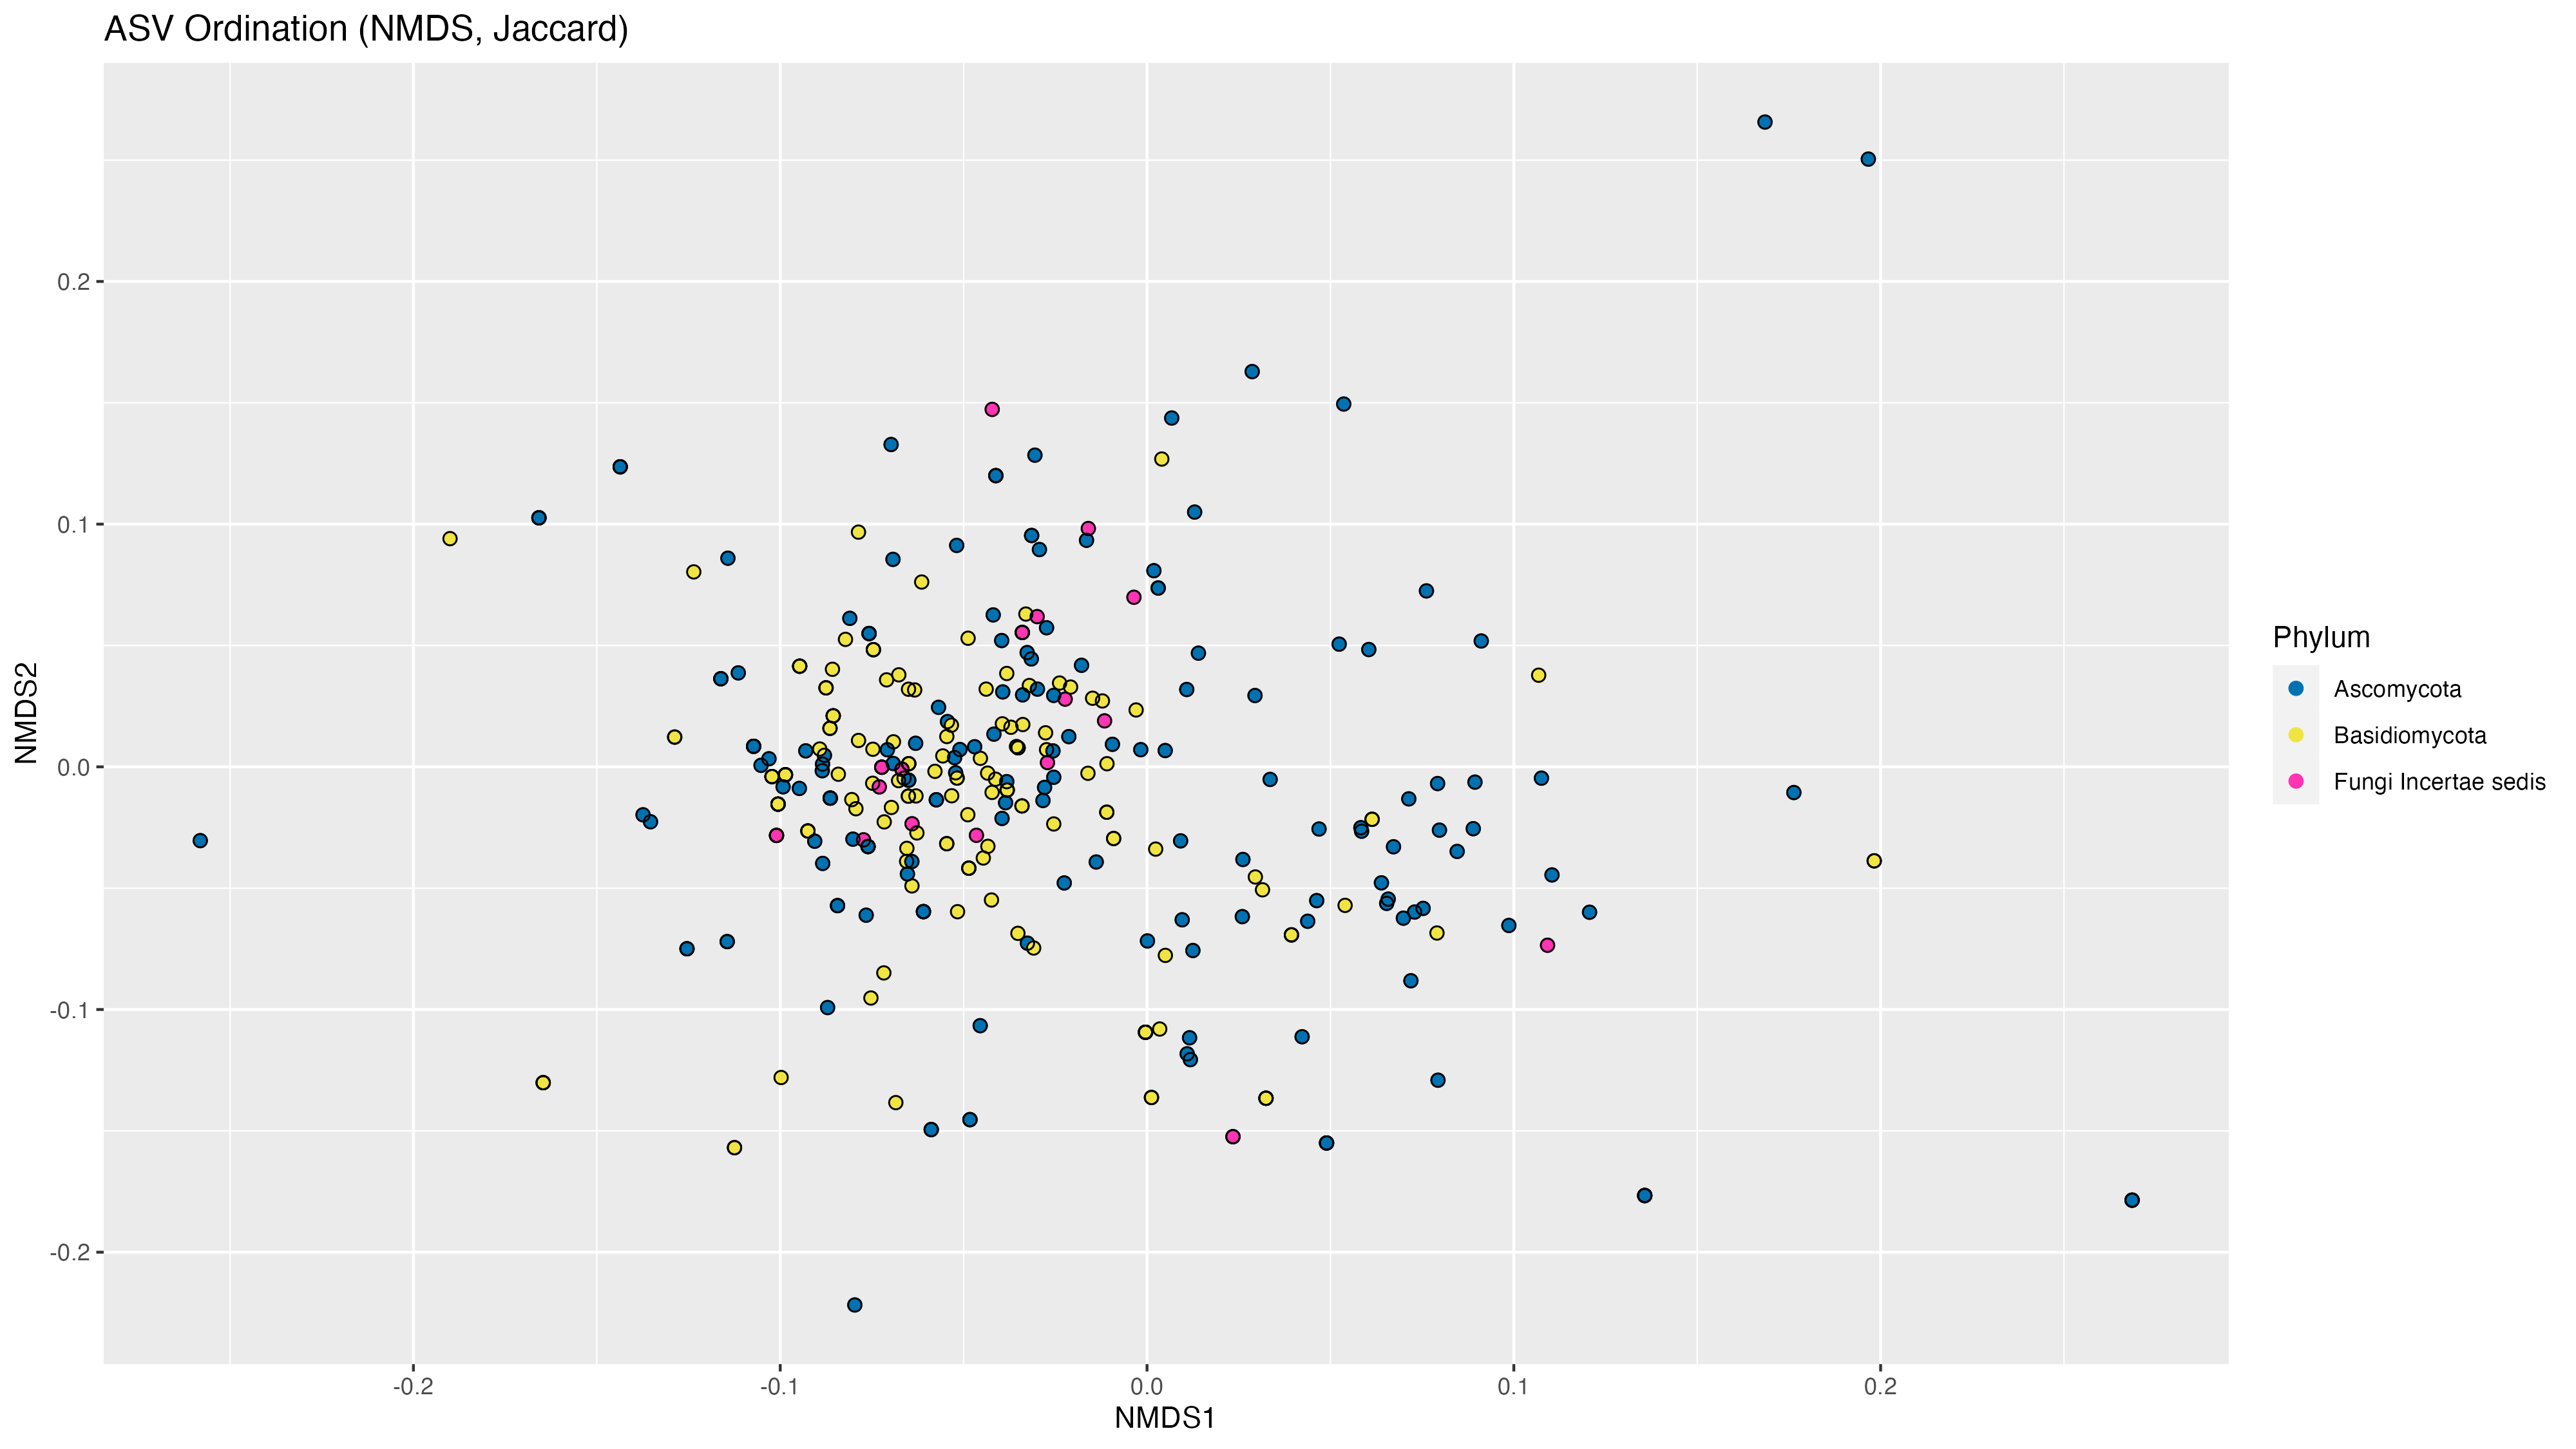 ASV Ordination (NMDS, Jaccard)
0.2
0.1
0.0
-0.1
-0.2
NMDS2
-0.2
-0.1
0.0
0.1
0.2
NMDS1
Phylum
Ascomycota
Basidiomycota
Fungi Incertae sedis